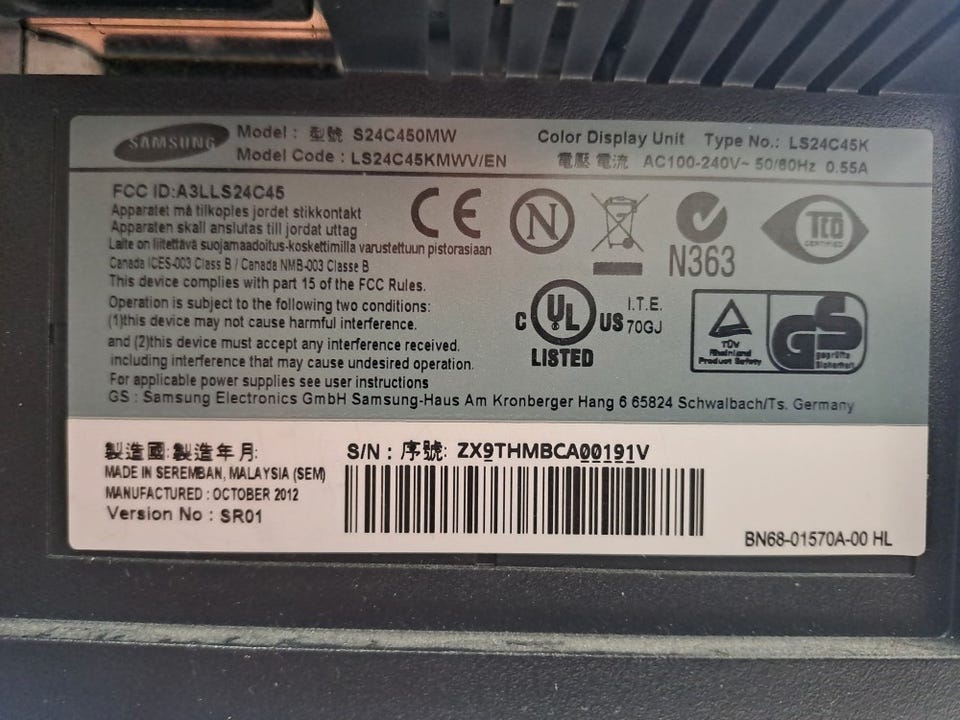 SAMSUNG
Model : 型號 S24C450MW
Model Code : LS24C45KMWV/EN
Color Display Unit Type No.: LS24C45K
電壓 電流 AC100-240V~ 50/60Hz 0.55A
FCC ID:A3LLS24C45
Apparatet må tilkoples jordet stikkontakt
Apparaten skall anslutas till jordat uttag
Laite on liitettävä suojamaadoitus-koskettimilla varustettuun pistorasiaan
Canada ICES-003 Class B / Canada NMB-003 Classe B
This device complies with part 15 of the FCC Rules.
Operation is subject to the following two conditions:
(1)this device may not cause harmful interference.
and (2)this device must accept any interference received.
including interference that may cause undesired operation.
For applicable power supplies see user instructions
GS : Samsung Electronics GmbH Samsung-Haus Am Kronberger Hang 6 65824 Schwalbach/Ts. Germany
CE
N
N363
TCO
CERTIFIED
C UL US
LISTED
I.T.E.
70GJ
TÜV
Rheinland
Product Safety
GS
geprüfte
Sicherheit
製造國:製造年月:
MADE IN SEREMBAN, MALAYSIA (SEM)
MANUFACTURED : OCTOBER 2012
Version No : SR01
S/N : 序號: ZX9THMBCA00191V
BN68-01570A-00 HL